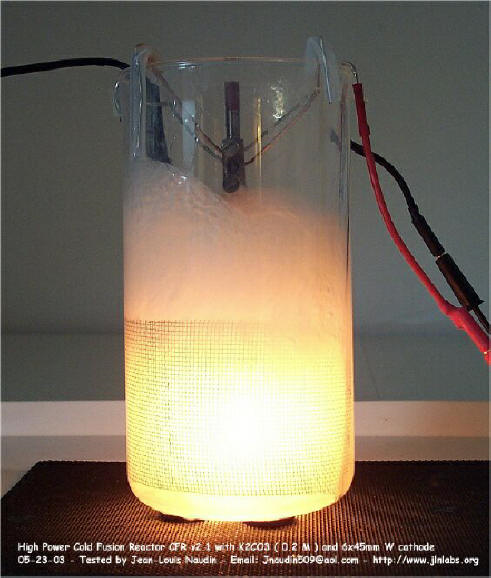 High Power Cold Fusion Reactor CFR v2.1 with K2CO3 ( 0.2 M ) and 6x45mm W cathode
05-23-03 - Tested by Jean-Louis Naudin - Email: Jnaudin509@aol.com - http://www.jlnlabs.org